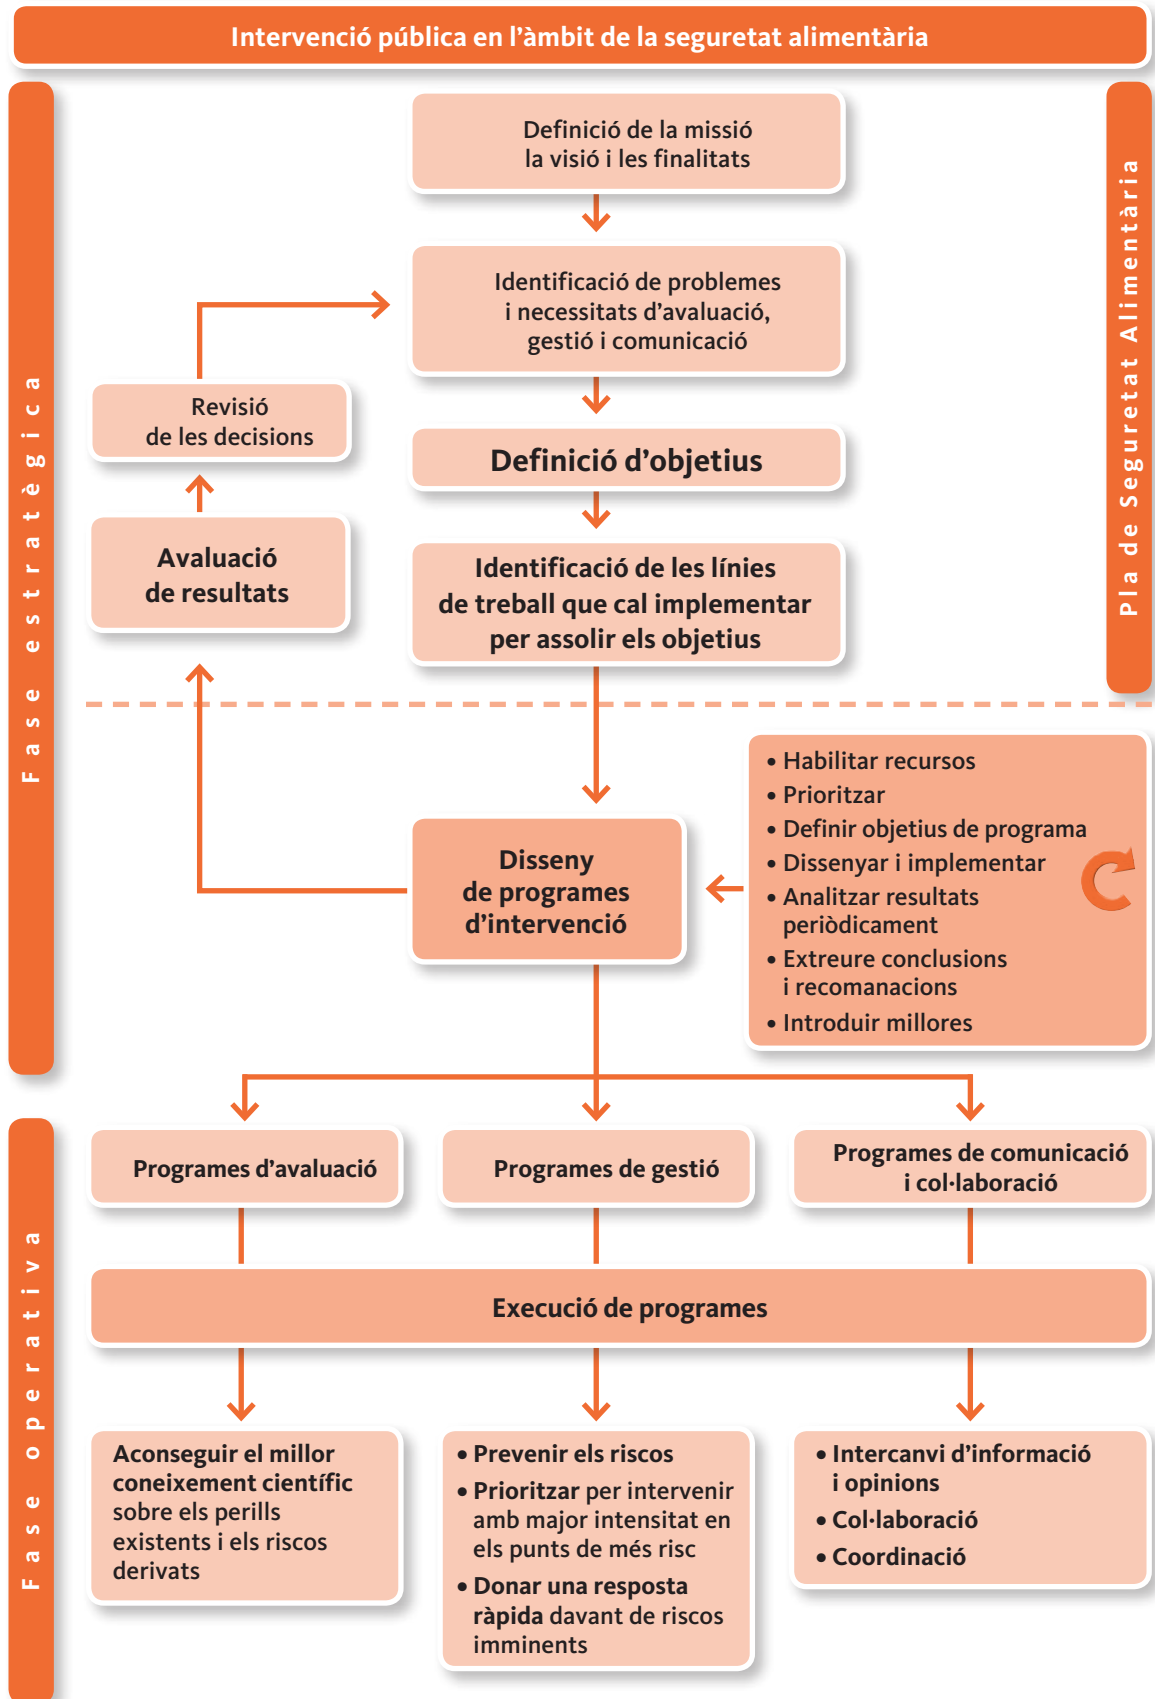 Intervenció pública en l’àmbit de la seguretat alimentària
Fase estratègica
Pla de Seguretat Alimentària
Definició de la missió
la visió i les finalitats
Identificació de problemes
i necessitats d’avaluació,
gestió i comunicació
Revisió
de les decisions
Definició d’objetius
Avaluació
de resultats
Identificació de les línies
de treball que cal implementar
per assolir els objetius
• Habilitar recursos
• Prioritzar
• Definir objetius de programa
• Dissenyar i implementar
• Analitzar resultats
periòdicament
• Extreure conclusions
i recomanacions
• Introduir millores
Disseny
de programes
d’intervenció
Fase operativa
Programes d’avaluació
Programes de gestió
Programes de comunicació
i col·laboració
Execució de programes
Aconseguir el millor
coneixement científic
sobre els perills
existents i els riscos
derivats
• Prevenir els riscos
• Prioritzar per intervenir
amb major intensitat en
els punts de més risc
• Donar una resposta
ràpida davant de riscos
imminents
• Intercanvi d’informació
i opinions
• Col·laboració
• Coordinació